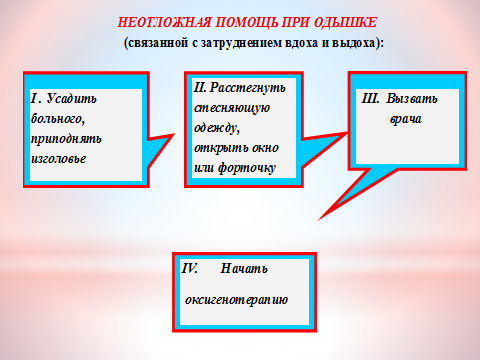 НЕОТЛОЖНАЯ ПОМОЩЬ ПРИ ОДЫШКЕ
(связанной с затруднением вдоха и выдоха):
I . Усадить
больного,
приподнять
изголовье
II. Расстегнуть
стесняющую
одежду,
открыть окно
или форточку
III. Вызвать
врача
IV. Начать
оксигенотерапию